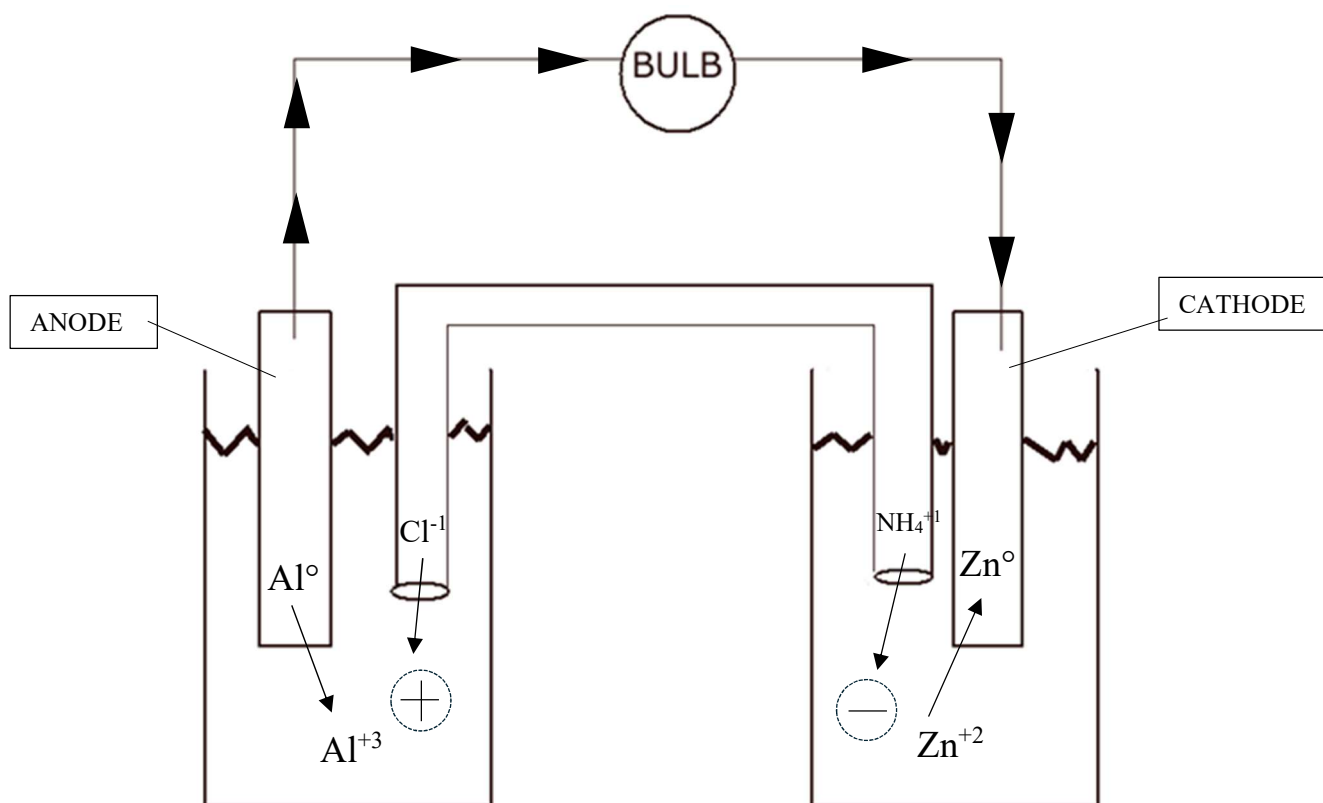 BULB
ANODE
CATHODE
Cl⁻¹
NH₄⁺¹
Al°
Zn°
+
−
Al⁺³
Zn⁺²